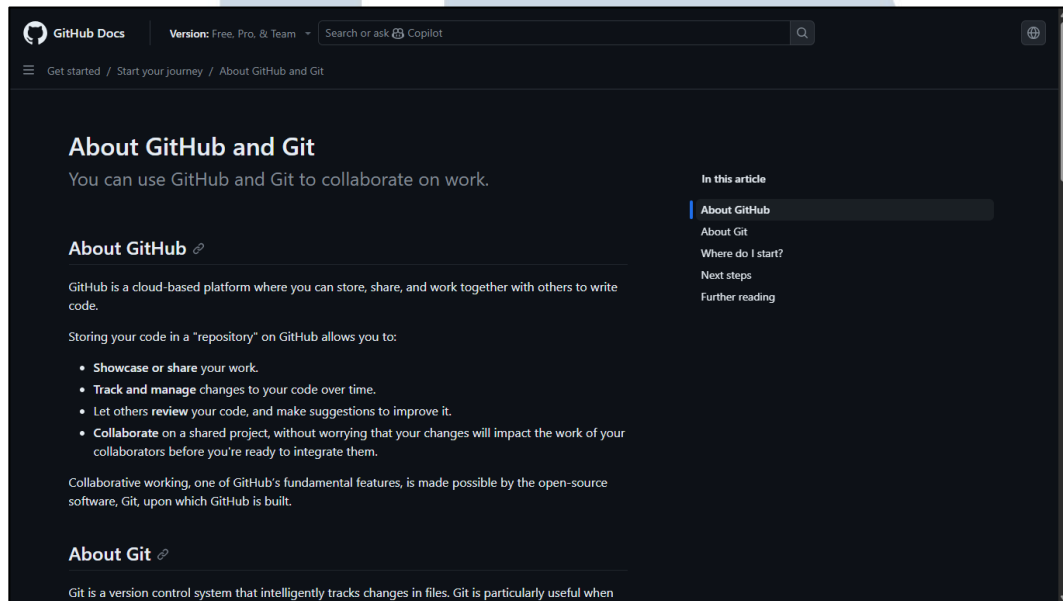 GitHub Docs
Version: Free, Pro, & Team
Search or ask Copilot
Get started / Start your journey / About GitHub and Git
About GitHub and Git
You can use GitHub and Git to collaborate on work.
In this article
About GitHub
About Git
Where do I start?
Next steps
Further reading
About GitHub
GitHub is a cloud-based platform where you can store, share, and work together with others to write
code.
Storing your code in a "repository" on GitHub allows you to:
• Showcase or share your work.
• Track and manage changes to your code over time.
• Let others review your code, and make suggestions to improve it.
• Collaborate on a shared project, without worrying that your changes will impact the work of your
collaborators before you're ready to integrate them.
Collaborative working, one of GitHub's fundamental features, is made possible by the open-source
software, Git, upon which GitHub is built.
About Git
Git is a version control system that intelligently tracks changes in files. Git is particularly useful when